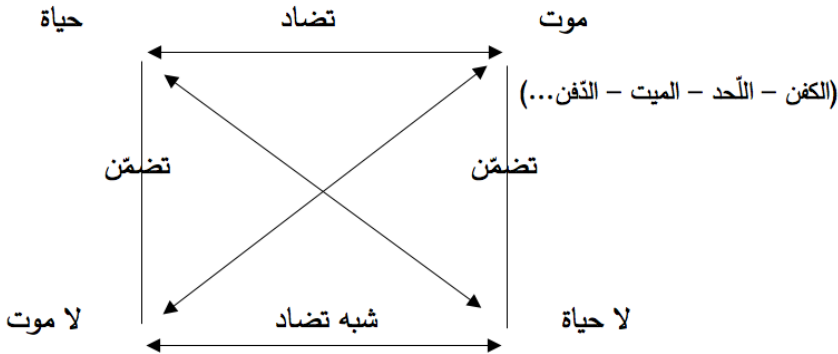 موت تضاد حياة
(الكفن – اللّحد – الميت – الدّفن...)
تضمّن تضمّن
لا حياة شبه تضاد لا موت